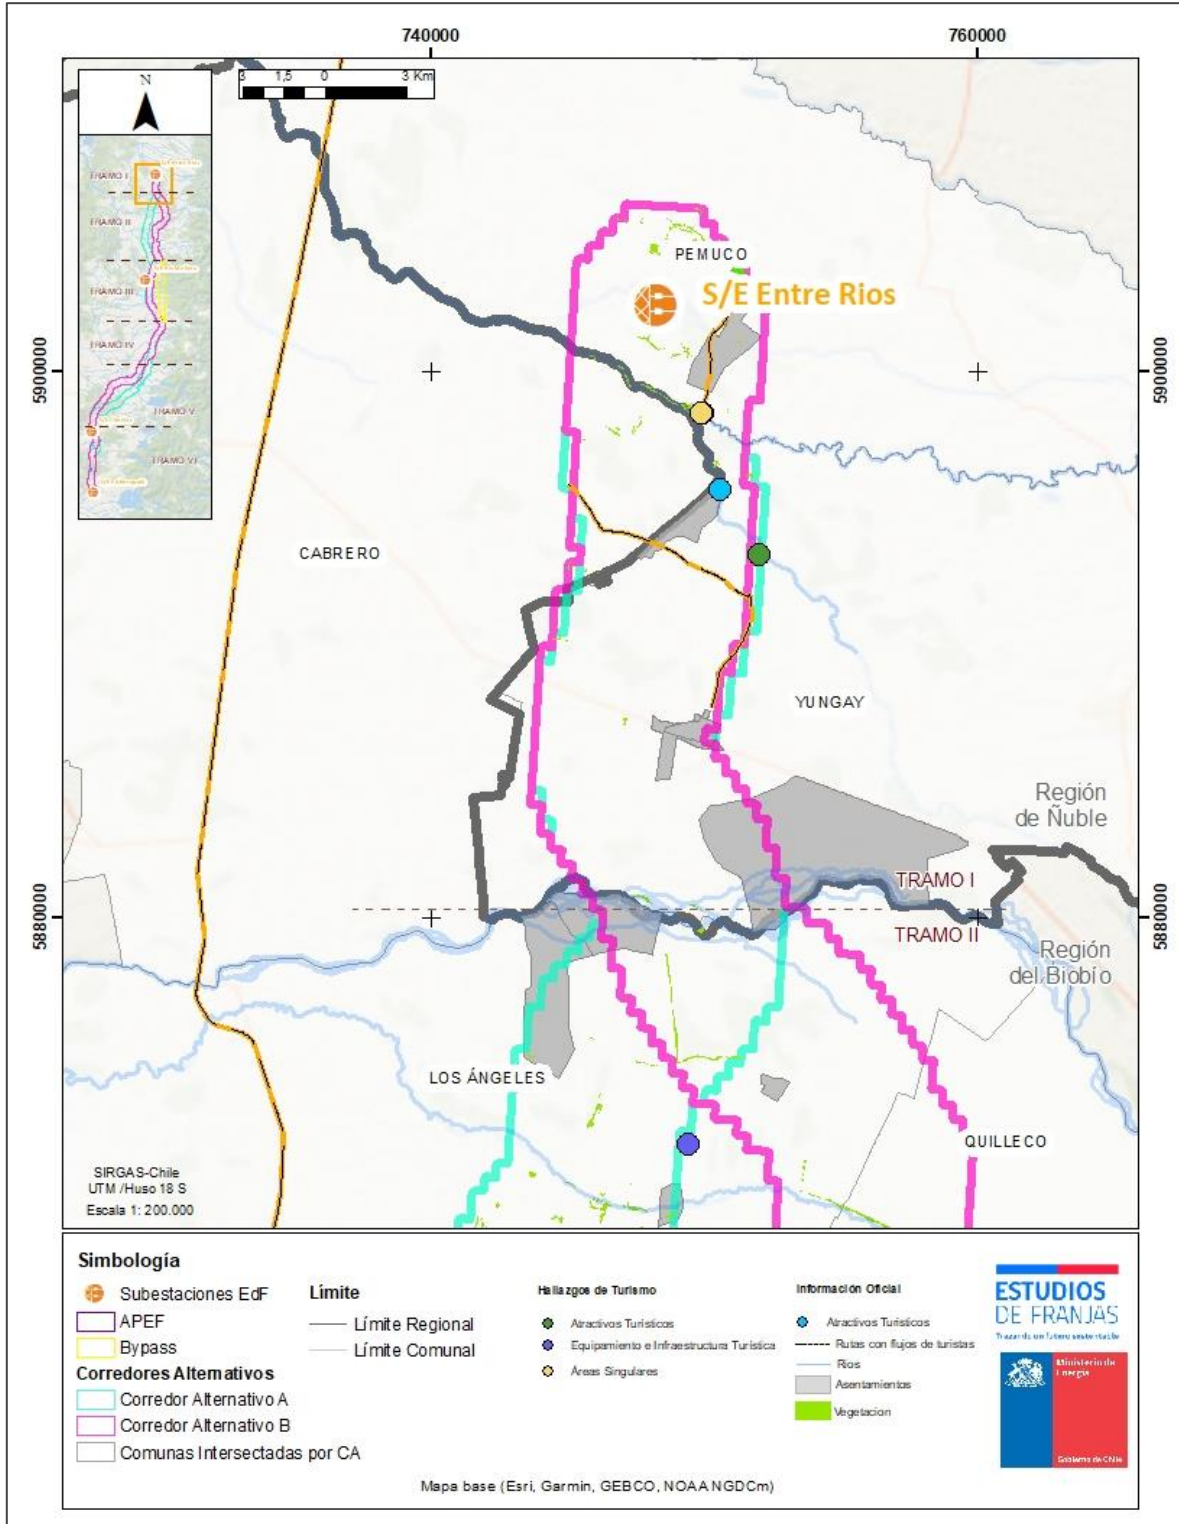 740000
760000
3 1,5 0 3 Km
N
TRAMO I
TRAMO II
TRAMO III
TRAMO IV
TRAMO V
TRAMO VI
PEMUCO
S/E Entre Rios
5900000
5900000
CABRERO
YUNGAY
Región
de Ñuble
TRAMO I
5880000
5880000
TRAMO II
Región
del Biobío
LOS ÁNGELES
QUILLECO
SIRGAS-Chile
UTM /Huso 18 S
Escala 1: 200.000
Simbología
Subestaciones EdF
APEF
Bypass
Corredores Alternativos
Corredor Alternativo A
Corredor Alternativo B
Comunas Intersectadas por CA
Límite
Límite Regional
Límite Comunal
Hallazgos de Turismo
Atractivos Turísticos
Equipamiento e Infraestructura Turística
Áreas Singulares
Información Oficial
Atractivos Turísticos
Rutas con flujos de turistas
Rios
Asentamientos
Vegetacion
ESTUDIOS
DE FRANJAS
Trazando un futuro sustentable
Ministerio de
Energía
Gobierno de Chile
Mapa base (Esri, Garmin, GEBCO, NOAA NGDCm)